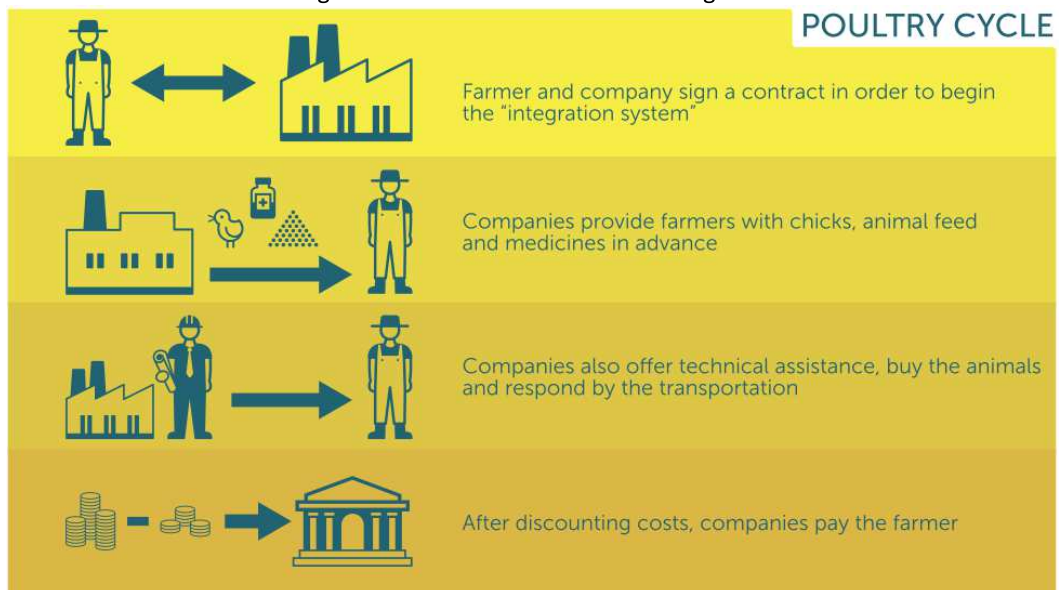 POULTRY CYCLE
Farmer and company sign a contract in order to begin
the "integration system"
Companies provide farmers with chicks, animal feed
and medicines in advance
Companies also offer technical assistance, buy the animals
and respond by the transportation
After discounting costs, companies pay the farmer